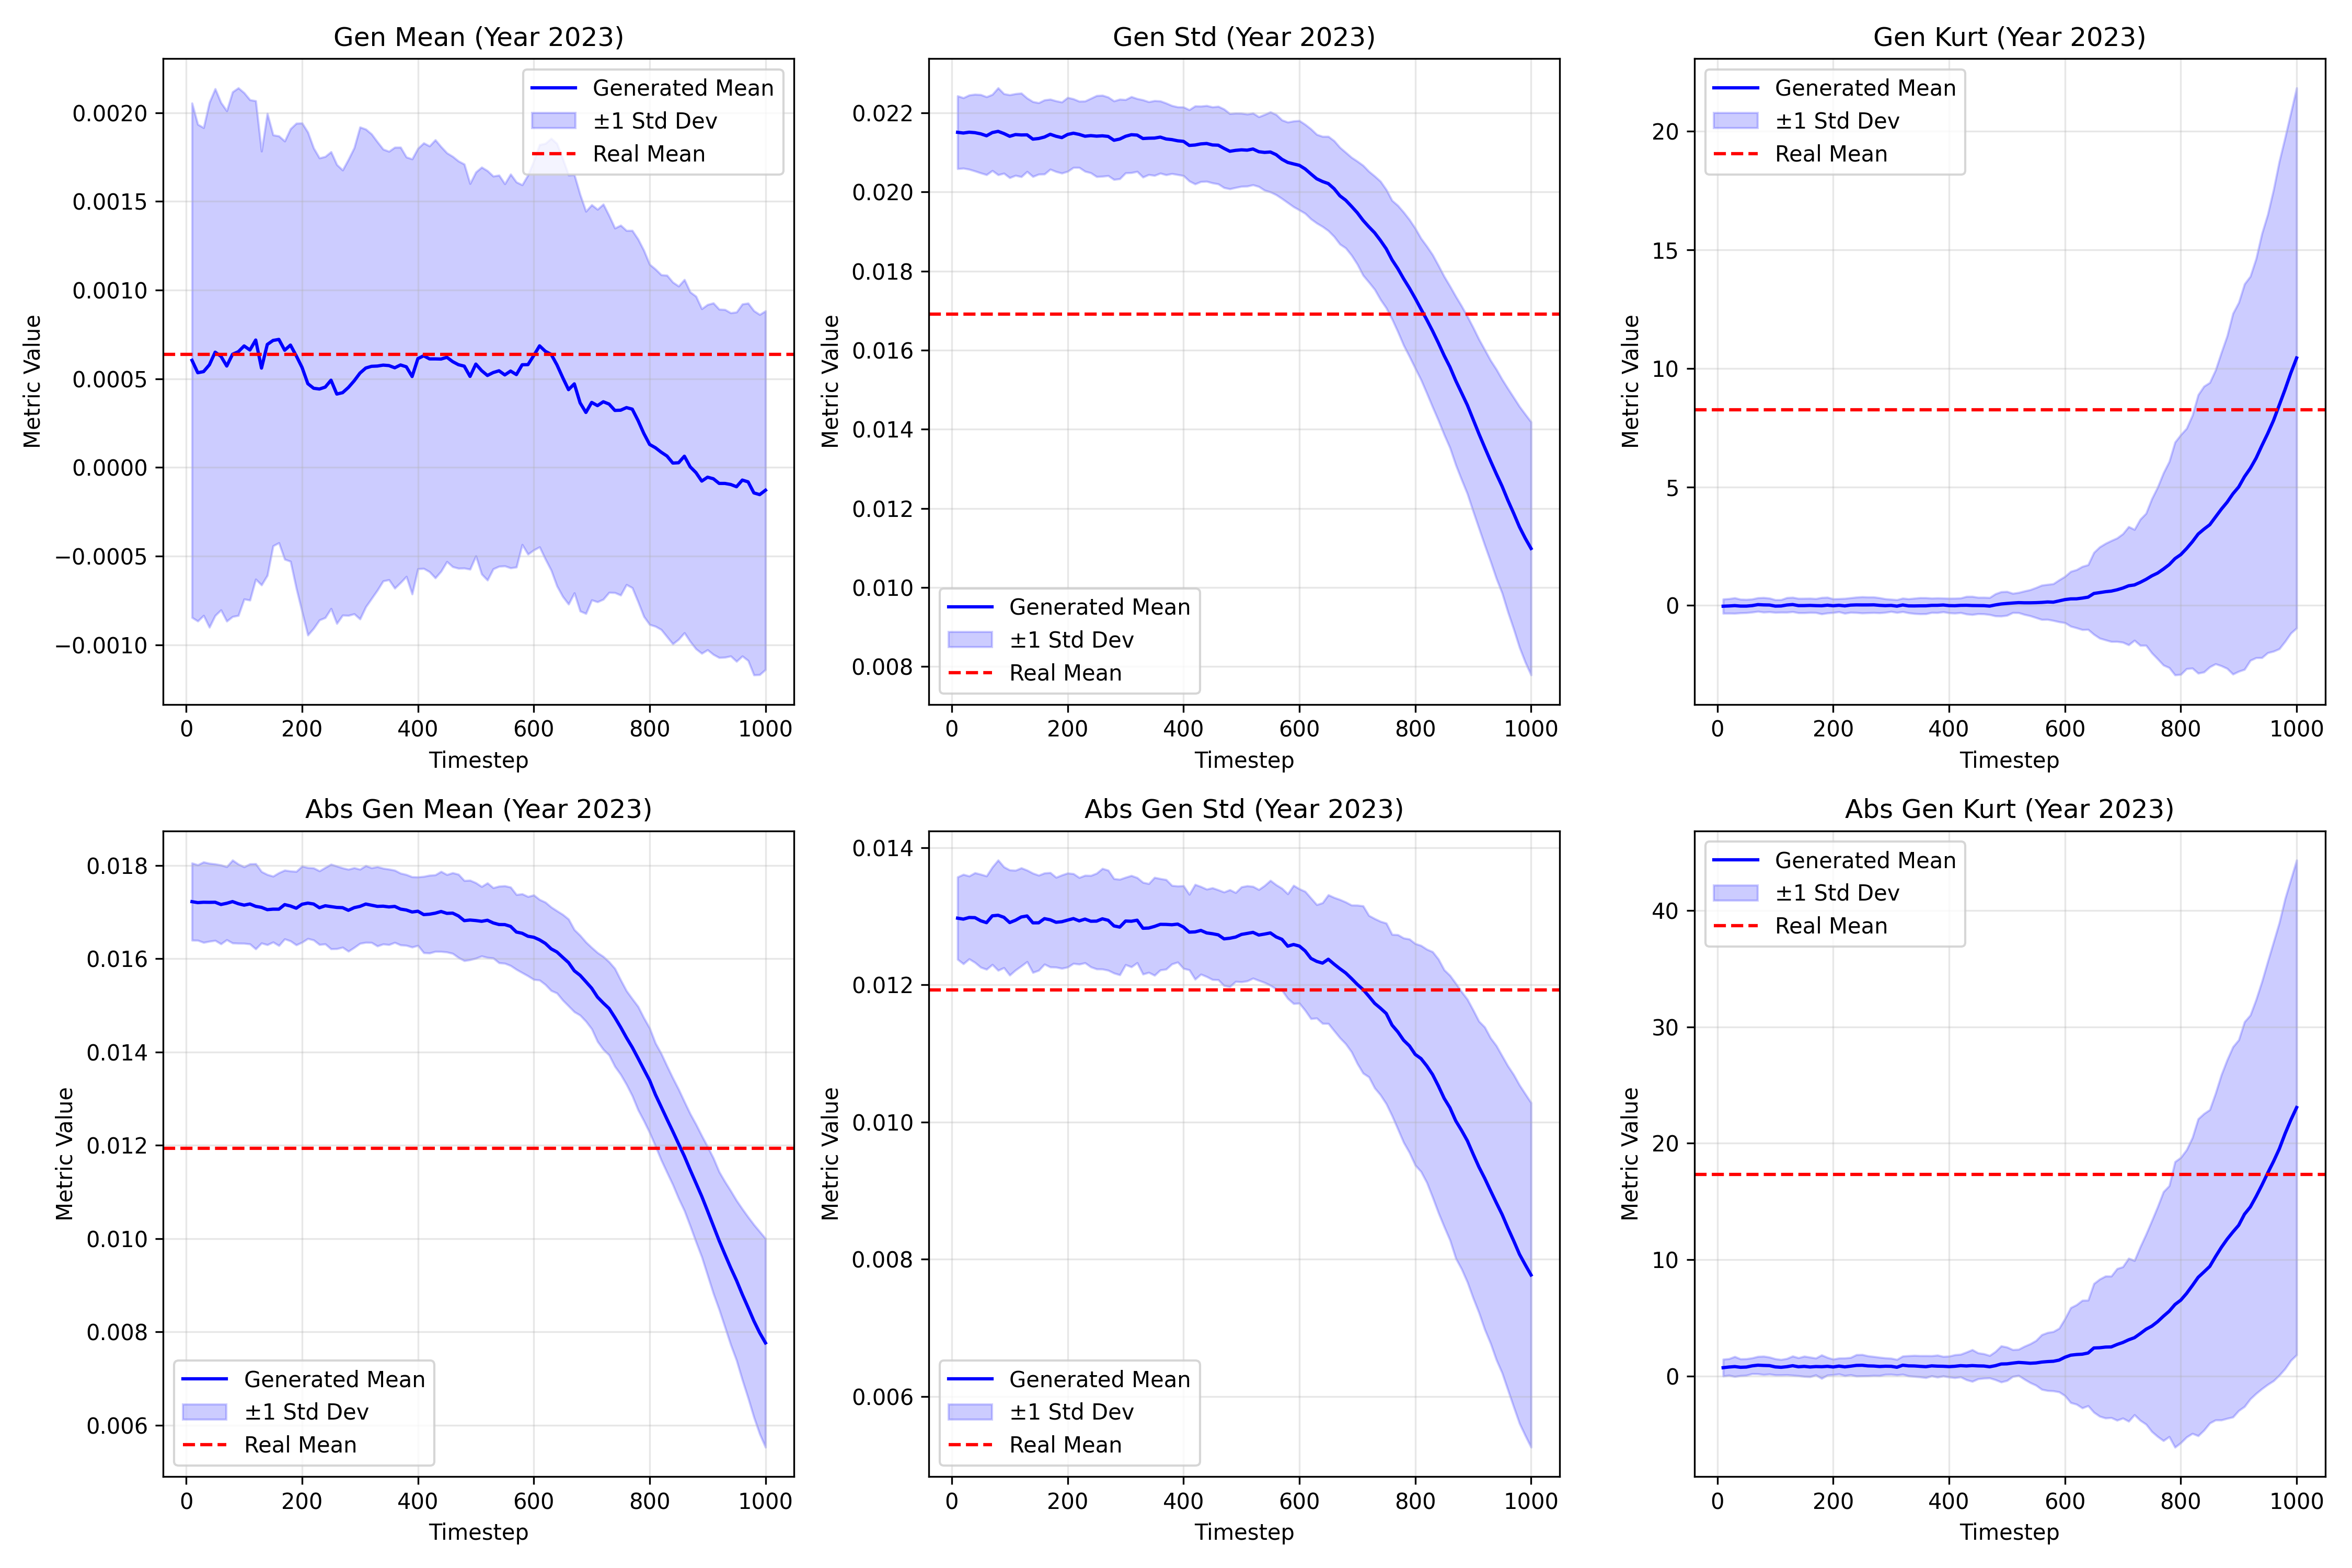 Gen Mean (Year 2023)
Metric Value
0.0020
0.0015
0.0010
0.0005
0.0000
−0.0005
−0.0010
Generated Mean
±1 Std Dev
Real Mean
0 200 400 600 800 1000
Timestep
Gen Std (Year 2023)
Metric Value
0.022
0.020
0.018
0.016
0.014
0.012
0.010
0.008
Generated Mean
±1 Std Dev
Real Mean
0 200 400 600 800 1000
Timestep
Gen Kurt (Year 2023)
Metric Value
20
15
10
5
0
Generated Mean
±1 Std Dev
Real Mean
0 200 400 600 800 1000
Timestep
Abs Gen Mean (Year 2023)
Metric Value
0.018
0.016
0.014
0.012
0.010
0.008
0.006
Generated Mean
±1 Std Dev
Real Mean
0 200 400 600 800 1000
Timestep
Abs Gen Std (Year 2023)
Metric Value
0.014
0.012
0.010
0.008
0.006
Generated Mean
±1 Std Dev
Real Mean
0 200 400 600 800 1000
Timestep
Abs Gen Kurt (Year 2023)
Metric Value
40
30
20
10
0
Generated Mean
±1 Std Dev
Real Mean
0 200 400 600 800 1000
Timestep